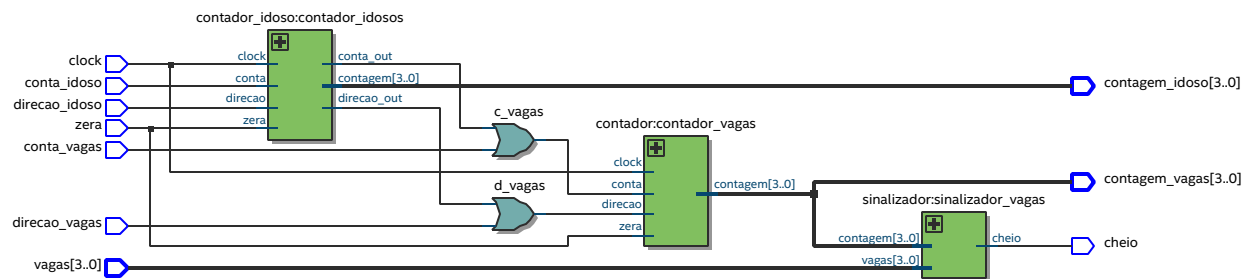 contador_idoso:contador_idosos
clock
clock
conta_out
conta_idoso
conta
contagem[3..0]
contagem_idoso[3..0]
direcao_idoso
direcao
direcao_out
zera
zera
c_vagas
contador:contador_vagas
conta_vagas
clock
conta
contagem[3..0]
contagem_vagas[3..0]
d_vagas
direcao
sinalizador:sinalizador_vagas
direcao_vagas
zera
contagem[3..0]
cheio
cheio
vagas[3..0]
vagas[3..0]